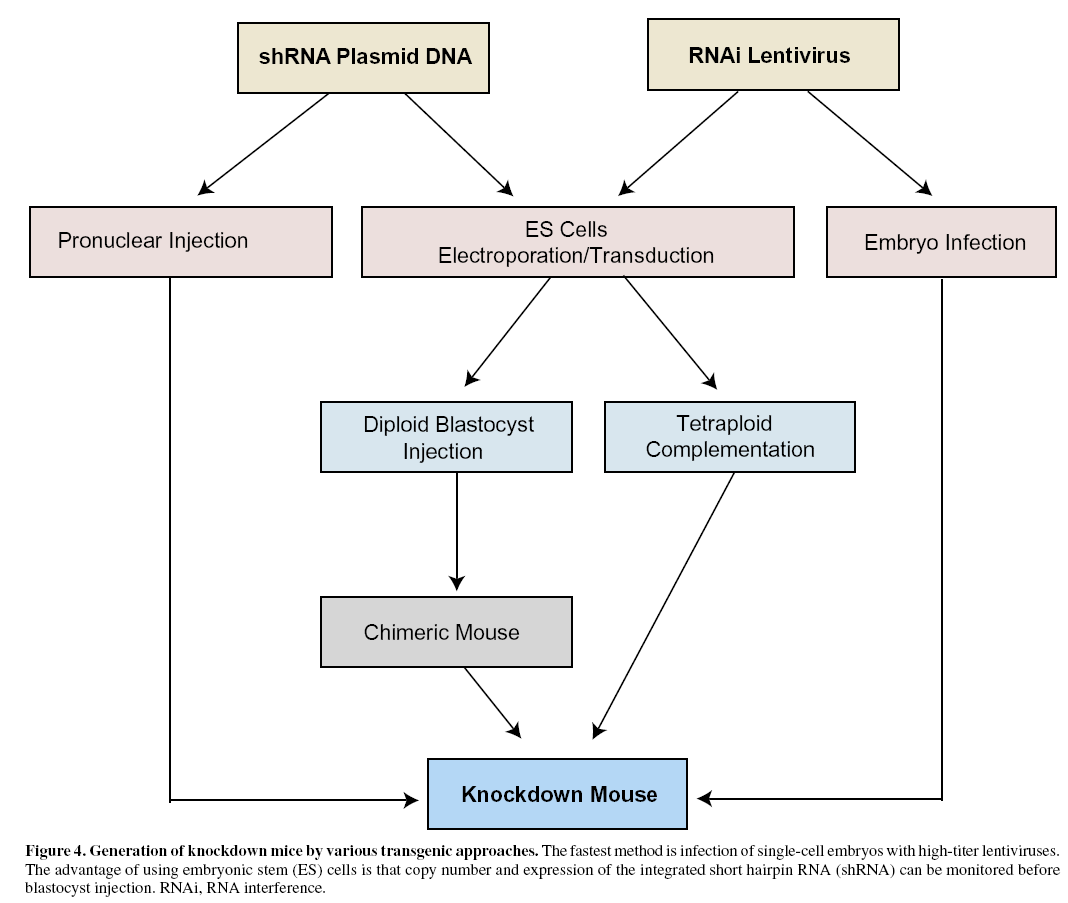 shRNA Plasmid DNA
RNAi Lentivirus
Pronuclear Injection
ES Cells
Electroporation/Transduction
Embryo Infection
Diploid Blastocyst
Injection
Tetraploid
Complementation
Chimeric Mouse
Knockdown Mouse
Figure 4. Generation of knockdown mice by various transgenic approaches. The fastest method is infection of single-cell embryos with high-titer lentiviruses.
The advantage of using embryonic stem (ES) cells is that copy number and expression of the integrated short hairpin RNA (shRNA) can be monitored before
blastocyst injection. RNAi, RNA interference.